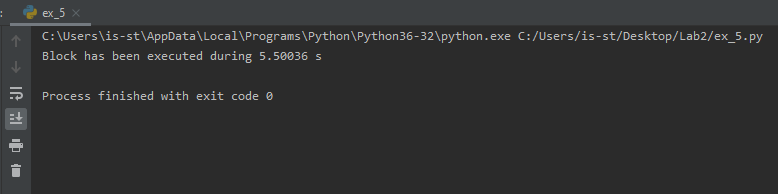 ex_5
C:\Users\is-st\AppData\Local\Programs\Python\Python36-32\python.exe C:/Users/is-st/Desktop/Lab2/ex_5.py
Block has been executed during 5.50036 s
Process finished with exit code 0